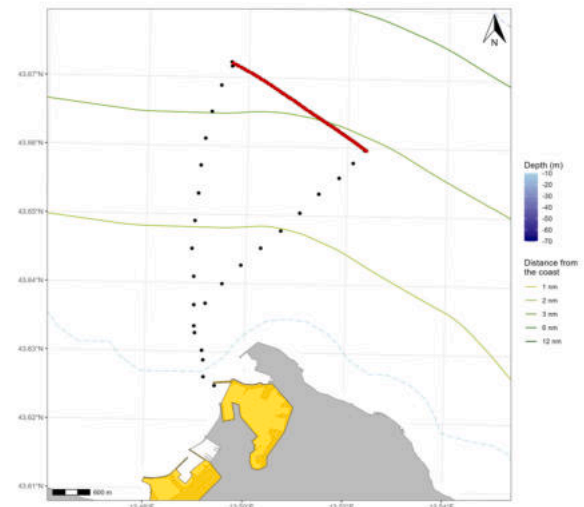 N
43.67°N
43.66°N
43.65°N
43.64°N
43.63°N
43.62°N
43.61°N
600 m
Depth (m)
-10
-20
-30
-40
-50
-60
-70
Distance from
the coast
1 nm
2 nm
3 nm
6 nm
12 nm